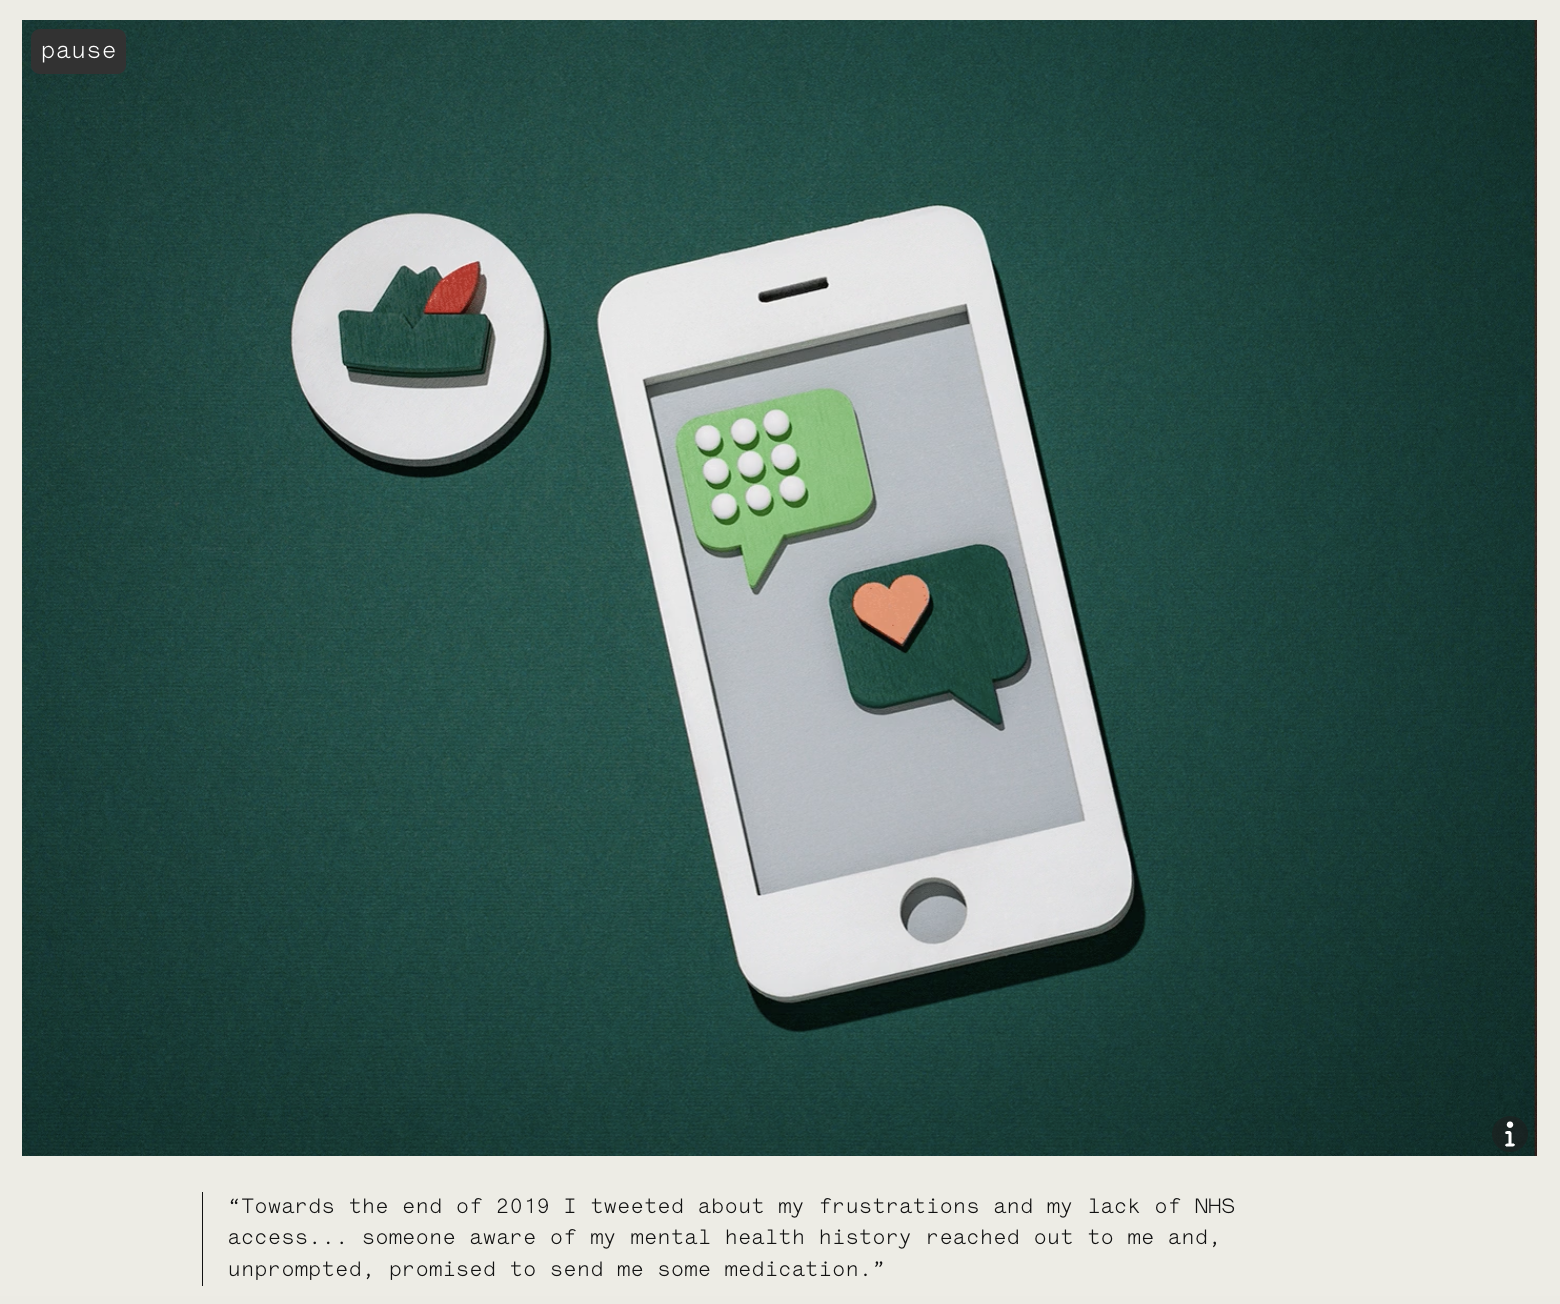 pause
i
“Towards the end of 2019 I tweeted about my frustrations and my lack of NHS
access... someone aware of my mental health history reached out to me and,
unprompted, promised to send me some medication.”